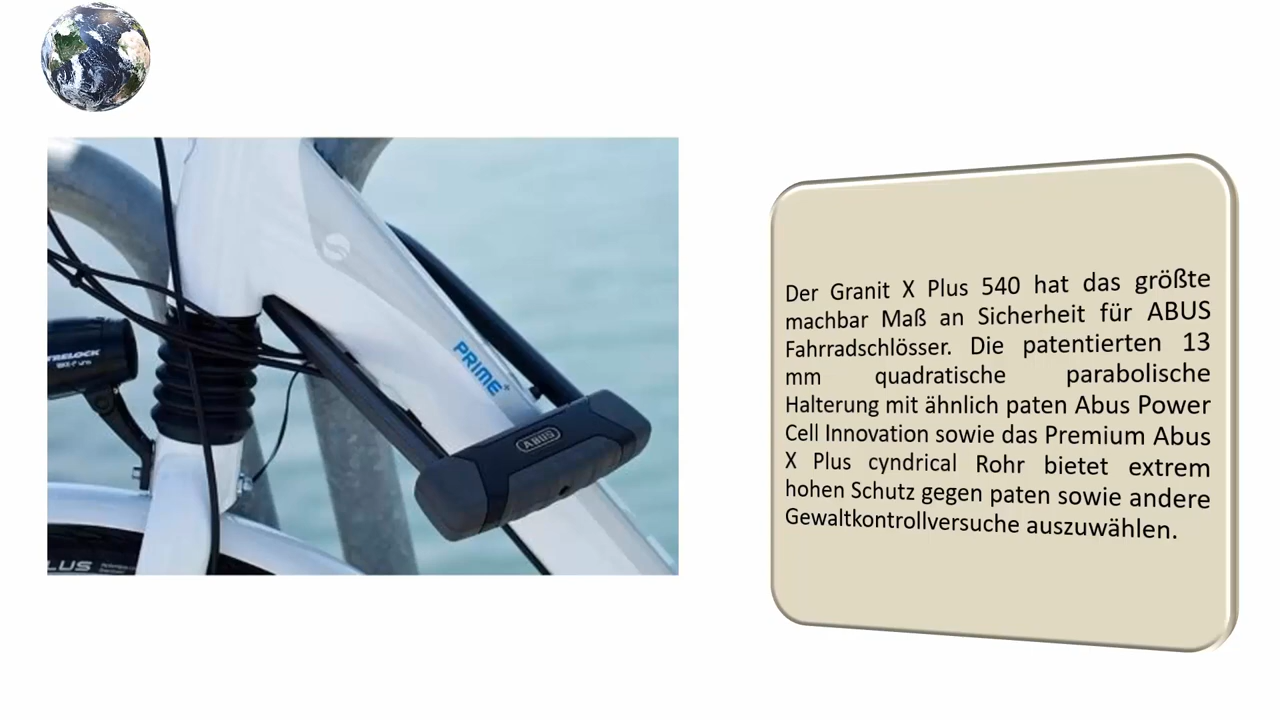 TRELOCK
PRIME+
ABUS
LUS
Der Granit X Plus 540 hat das größte
machbar Maß an Sicherheit für ABUS
Fahrradschlösser. Die patentierten 13
mm quadratische parabolische
Halterung mit ähnlich paten Abus Power
Cell Innovation sowie das Premium Abus
X Plus cyndrical Rohr bietet extrem
hohen Schutz gegen paten sowie andere
Gewaltkontrollversuche auszuwählen.